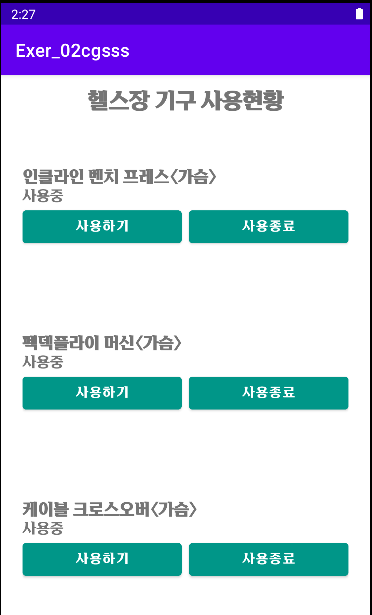 2:27
Exer_02cgsss
헬스장 기구 사용현황
인클라인 벤치 프레스<가슴>
사용중
사용하기 사용종료
펙덱플라이 머신<가슴>
사용중
사용하기 사용종료
케이블 크로스오버<가슴>
사용중
사용하기 사용종료